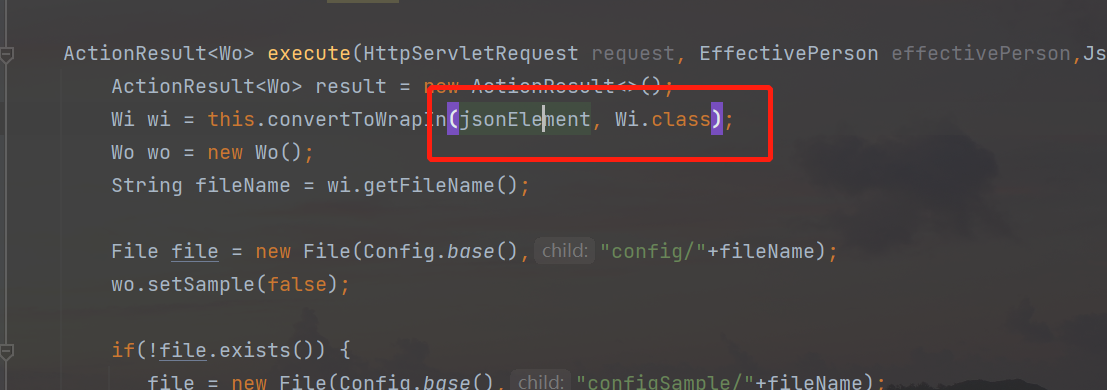 ActionResult<Wo> execute(HttpServletRequest request, EffectivePerson effectivePerson,Js
ActionResult<Wo> result = new ActionResult<>();
Wi wi = this.convertToWrapIn(jsonElement, Wi.class);
Wo wo = new Wo();
String fileName = wi.getFileName();
File file = new File(Config.base(), child: "config/"+fileName);
wo.setSample(false);
if(!file.exists()) {
file = new File(Config.base(), child: "configSample/"+fileName);